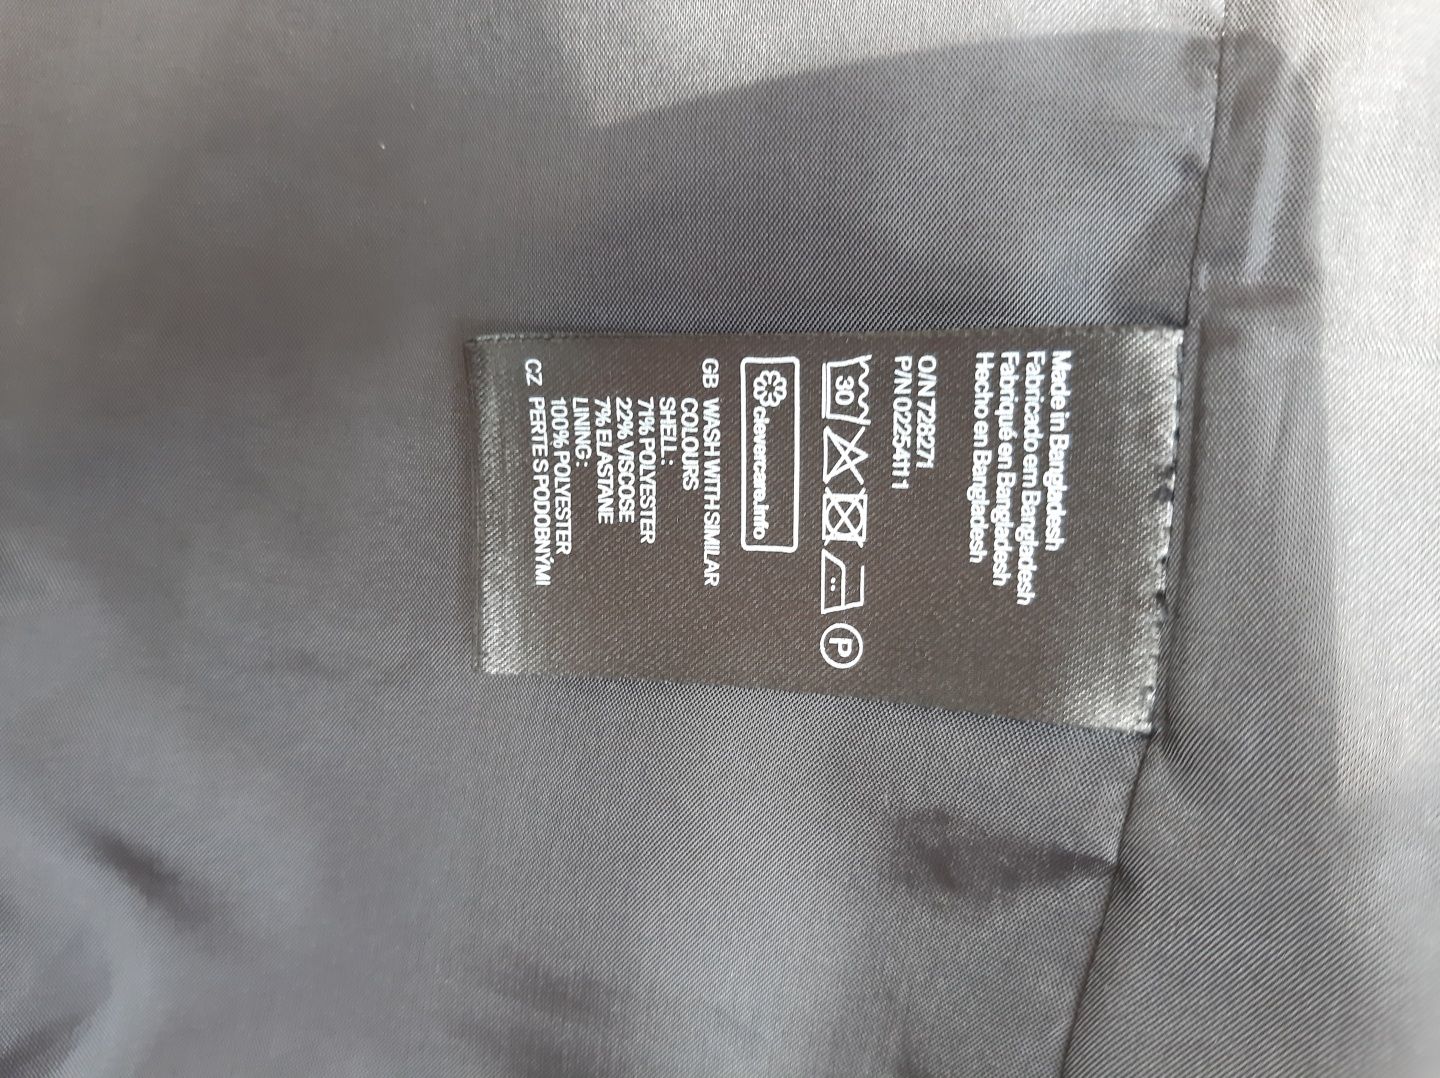 Made in Bangladesh
Fabricado em Bangladesh
Fabriqué en Bangladesh
Hecho en Bangladesh
O/N 728271
P/N 0225411 1
30 P
clevercare.info
GB WASH WITH SIMILAR
COLOURS
SHELL:
71% POLYESTER
22% VISCOSE
7% ELASTANE
LINING:
100% POLYESTER
CZ PERTE S PODOBNÝMI